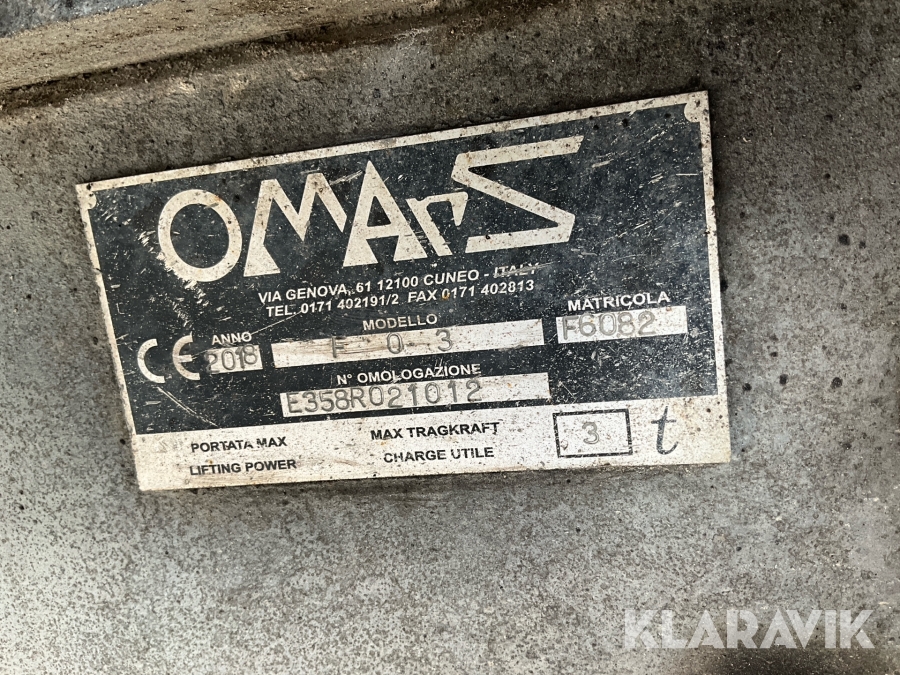 OMArS
VIA GENOVA, 61 12100 CUNEO - ITALY
TEL. 0171 402191/2 FAX 0171 402813
CE ANNO MODELLO MATRICOLA
2018 F 0-3 F6082
N° OMOLOGAZIONE
E358R021012
PORTATA MAX MAX TRAGKRAFT 3 t
LIFTING POWER CHARGE UTILE
KLARAVIK